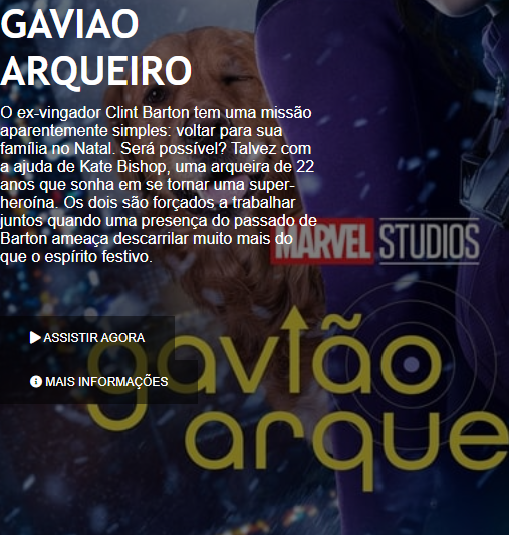 GAVIAO
ARQUEIRO
O ex-vingador Clint Barton tem uma missão
aparentemente simples: voltar para sua
família no Natal. Será possível? Talvez com
a ajuda de Kate Bishop, uma arqueira de 22
anos que sonha em se tornar uma super-
heroína. Os dois são forçados a trabalhar
juntos quando uma presença do passado de
Barton ameaça descarrilar muito mais do
que o espírito festivo.
MARVEL STUDIOS
ASSISTIR AGORA
MAIS INFORMAÇÕES
gavião
arque